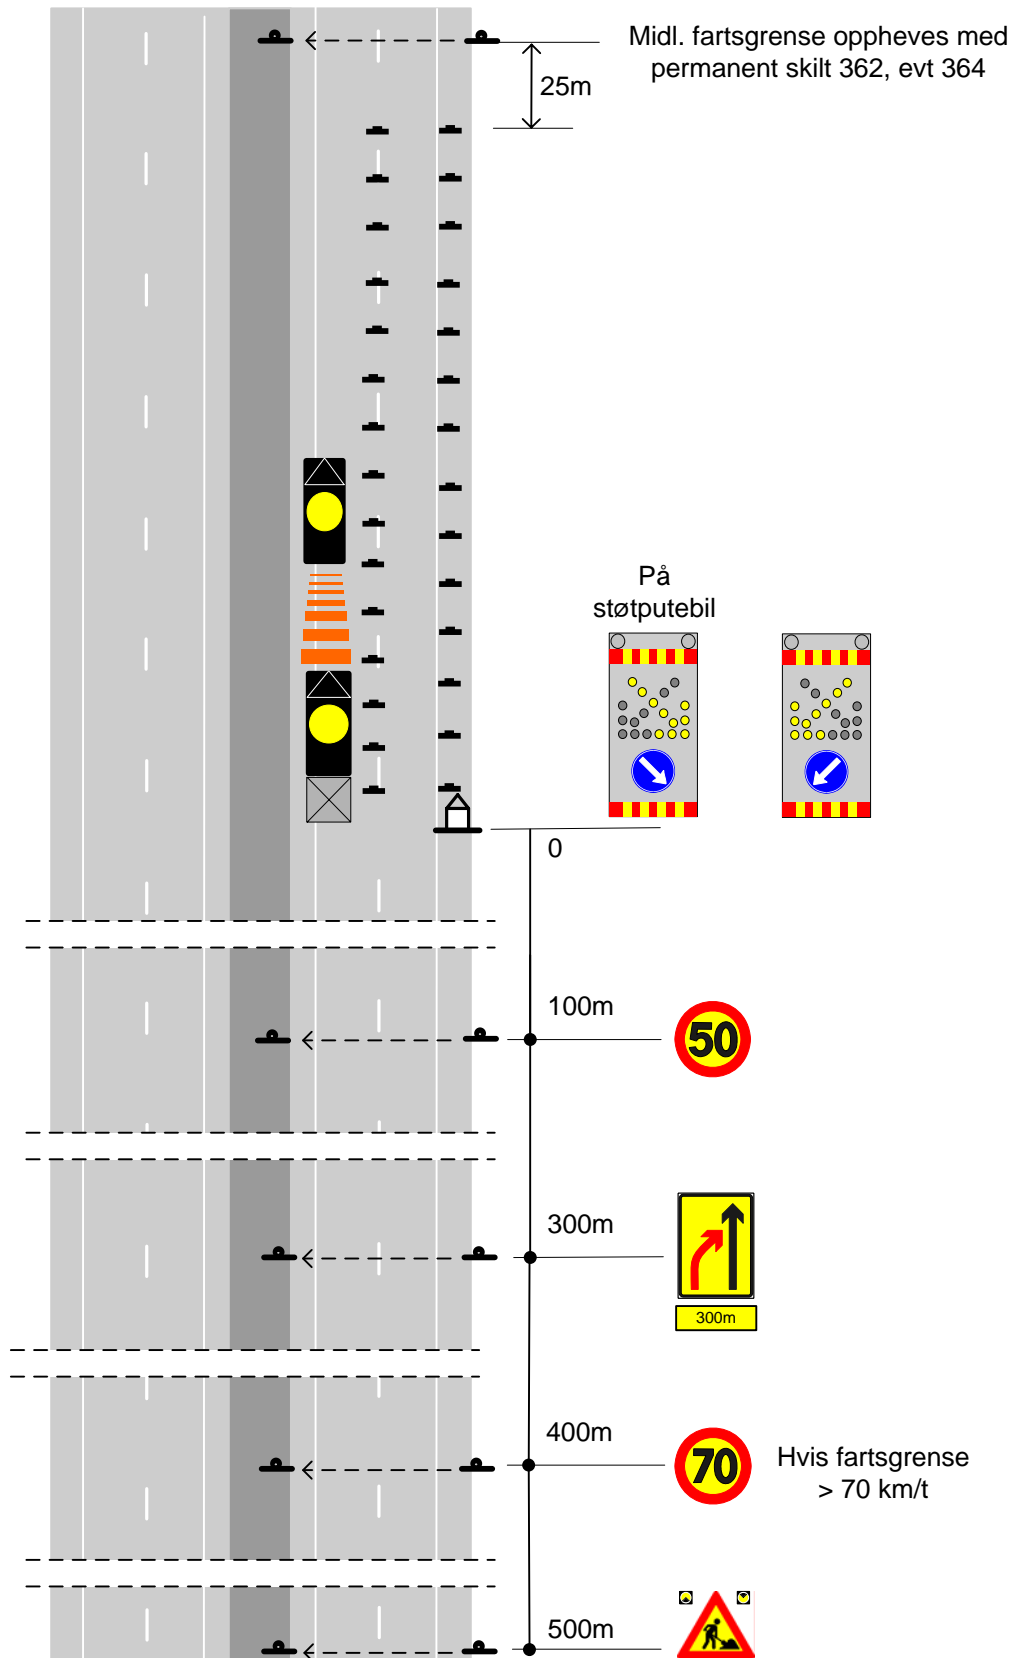 Midl. fartsgrense oppheves med
permanent skilt 362, evt 364
25m
På
støtputebil
0
100m
50
300m
300m
400m
70
Hvis fartsgrense
> 70 km/t
500m